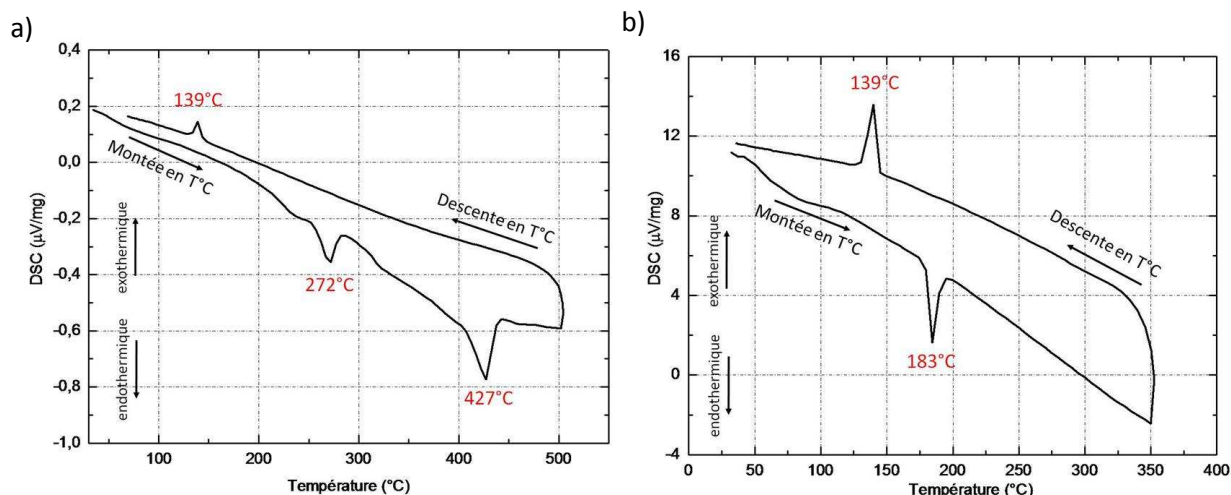 a)
0,4
0,2
0,0
-0,2
-0,4
-0,6
-0,8
-1,0
DSC (µV/mg)
exothermique
endothermique
139°C
Montée en T°C
Descente en T°C
272°C
427°C
100
200
300
400
500
Température (°C)
b)
16
12
8
4
0
-4
DSC (µV/mg)
exothermique
endothermique
139°C
Montée en T°C
Descente en T°C
183°C
0
50
100
150
200
250
300
350
400
Température (°C)